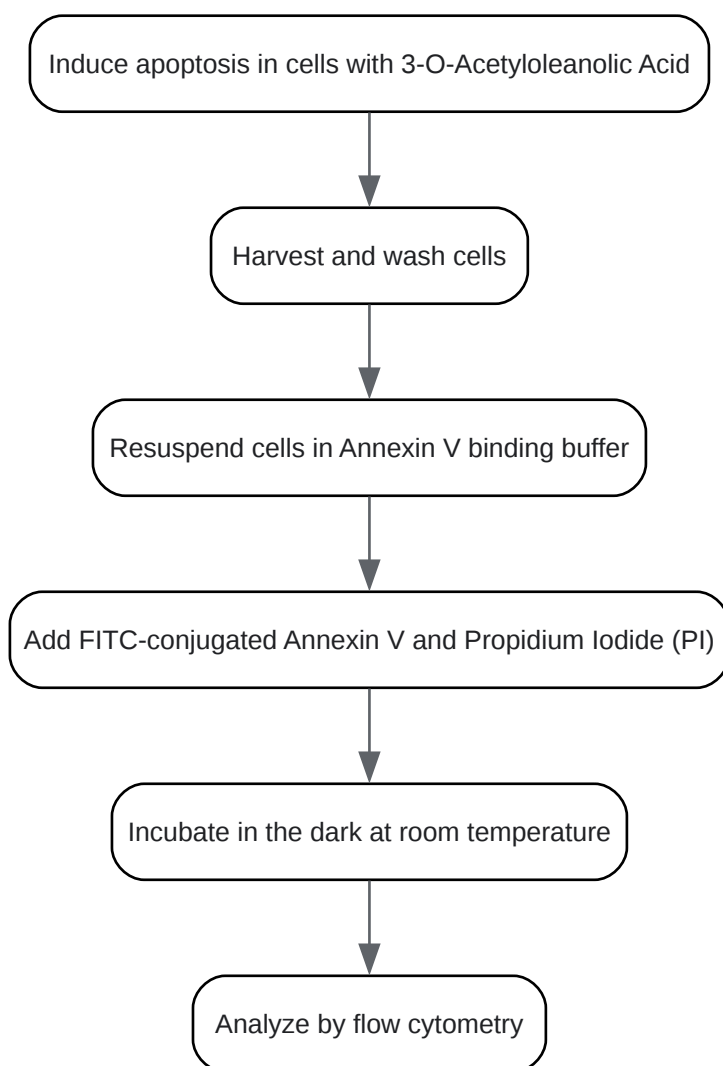 Induce apoptosis in cells with 3-O-Acetyloleanolic Acid
Harvest and wash cells
Resuspend cells in Annexin V binding buffer
Add FITC-conjugated Annexin V and Propidium Iodide (PI)
Incubate in the dark at room temperature
Analyze by flow cytometry